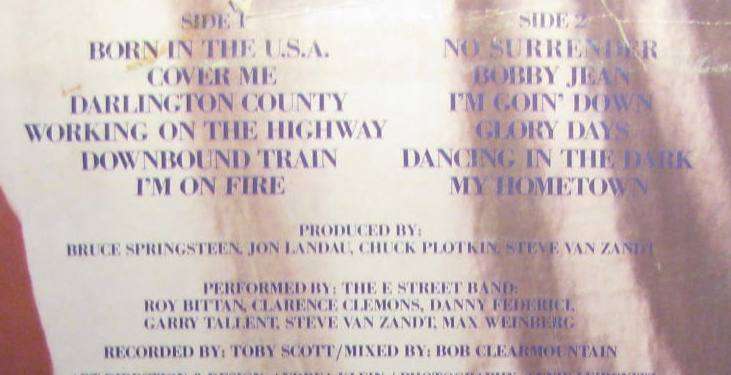 SIDE 1
BORN IN THE U.S.A.
COVER ME
DARLINGTON COUNTY
WORKING ON THE HIGHWAY
DOWNBOUND TRAIN
I'M ON FIRE
SIDE 2
NO SURRENDER
BOBBY JEAN
I'M GOIN' DOWN
GLORY DAYS
DANCING IN THE DARK
MY HOMETOWN
PRODUCED BY:
BRUCE SPRINGSTEEN, JON LANDAU, CHUCK PLOTKIN, STEVE VAN ZANDT
PERFORMED BY: THE E STREET BAND:
ROY BITTAN, CLARENCE CLEMONS, DANNY FEDERICI,
GARRY TALLENT, STEVE VAN ZANDT, MAX WEINBERG
RECORDED BY: TOBY SCOTT/MIXED BY: BOB CLEARMOUNTAIN